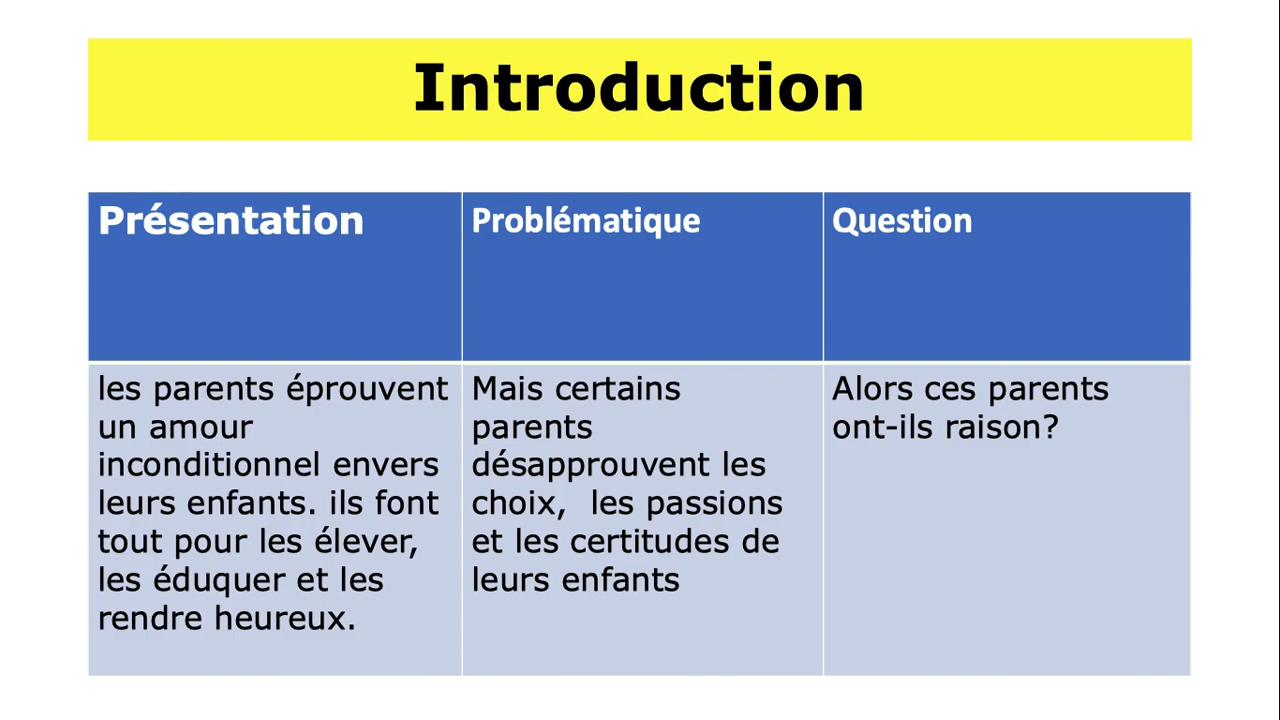 Introduction
Présentation
Problématique
Question
les parents éprouvent
un amour
inconditionnel envers
leurs enfants. ils font
tout pour les élever,
les éduquer et les
rendre heureux.
Mais certains
parents
désapprouvent les
choix,  les passions
et les certitudes de
leurs enfants
Alors ces parents
ont-ils raison?